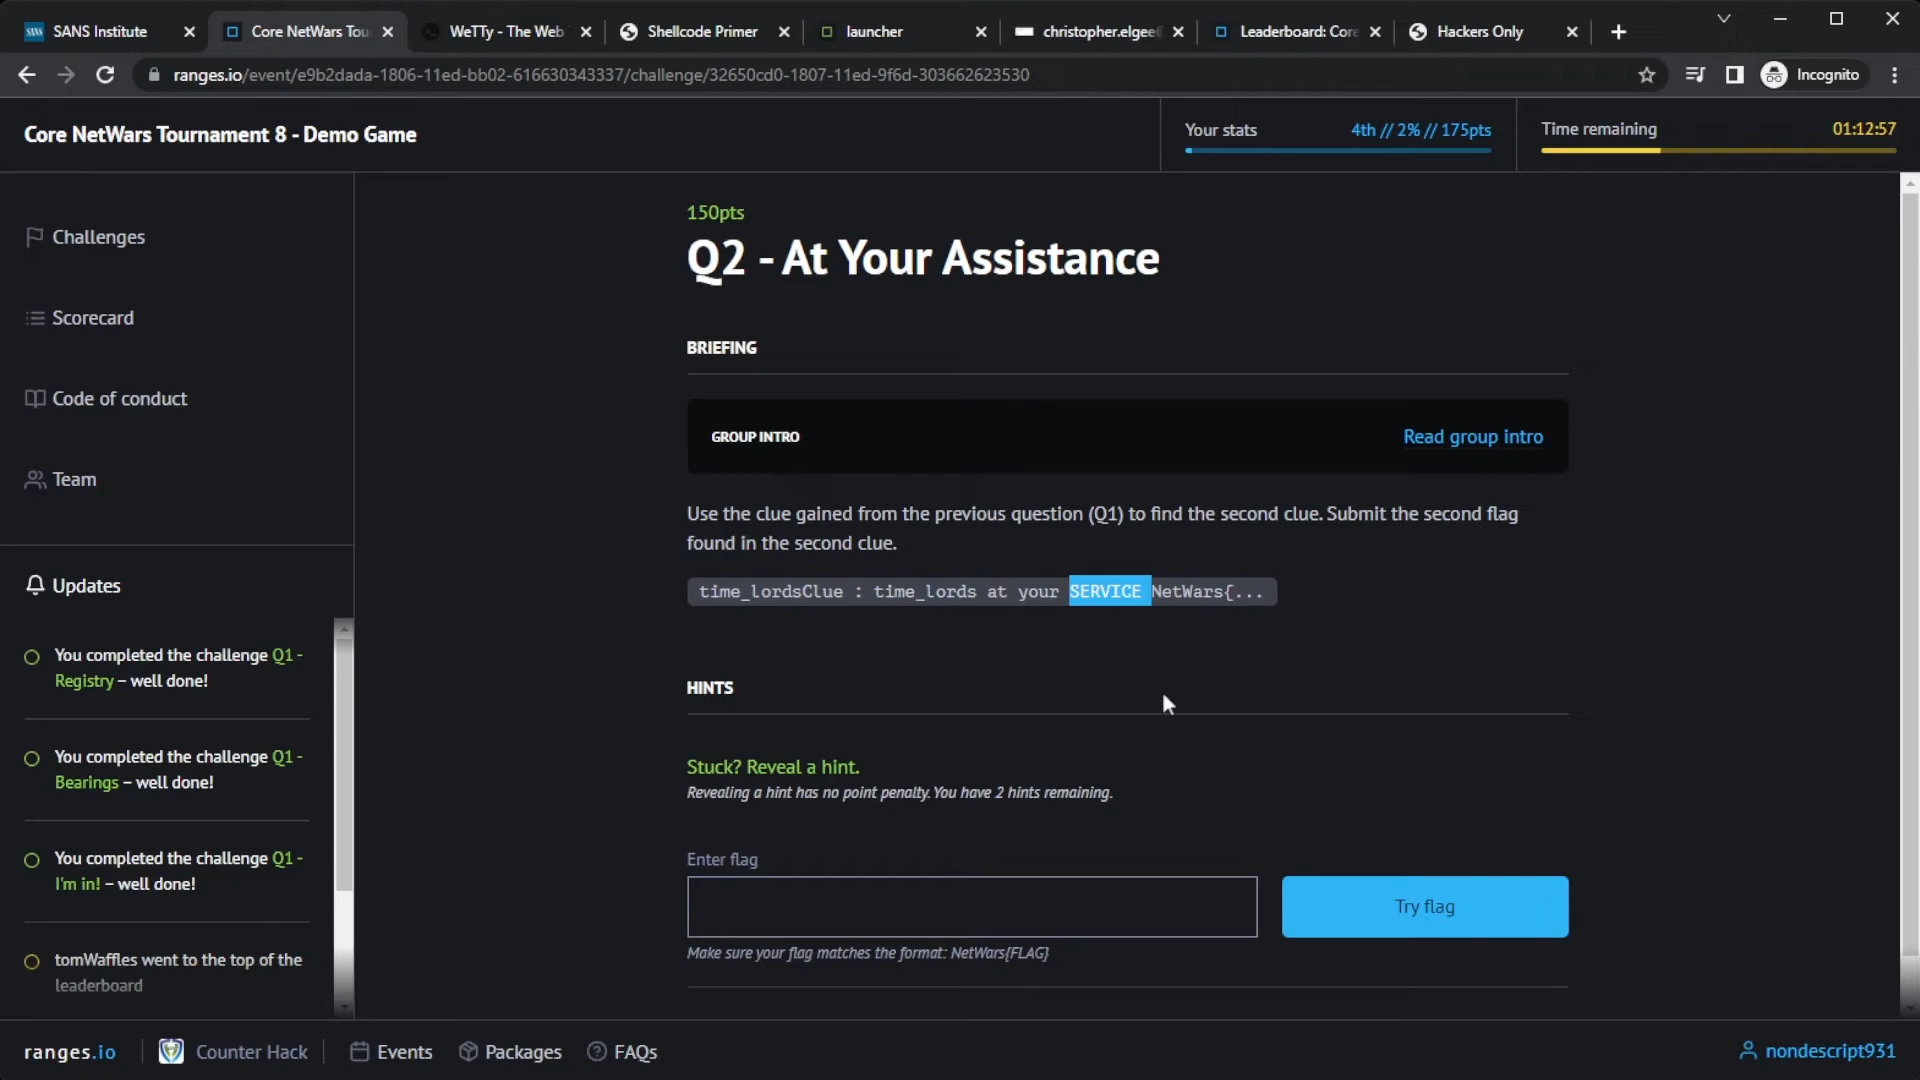 SANS Institute
Core NetWars Tou
WeTTy - The Web
Shellcode Primer
launcher
christopher.elgee
Leaderboard: Core
Hackers Only
ranges.io/event/e9b2dada-1806-11ed-bb02-616630343337/challenge/32650cd0-1807-11ed-9f6d-303662623530
Incognito
Core NetWars Tournament 8 - Demo Game
Your stats
4th // 2% // 175pts
Time remaining
01:12:57
Challenges
Scorecard
Code of conduct
Team
Updates
You completed the challenge Q1 -
Registry – well done!
You completed the challenge Q1 -
Bearings – well done!
You completed the challenge Q1 -
I'm in! – well done!
tomWaffles went to the top of the
leaderboard
150pts
Q2 - At Your Assistance
BRIEFING
GROUP INTRO
Read group intro
Use the clue gained from the previous question (Q1) to find the second clue. Submit the second flag
found in the second clue.
time_lordsClue : time_lords at your SERVICE NetWars{...
HINTS
Stuck? Reveal a hint.
Revealing a hint has no point penalty. You have 2 hints remaining.
Enter flag
Try flag
Make sure your flag matches the format: NetWars{FLAG}
ranges.io
Counter Hack
Events
Packages
FAQs
nondescript931